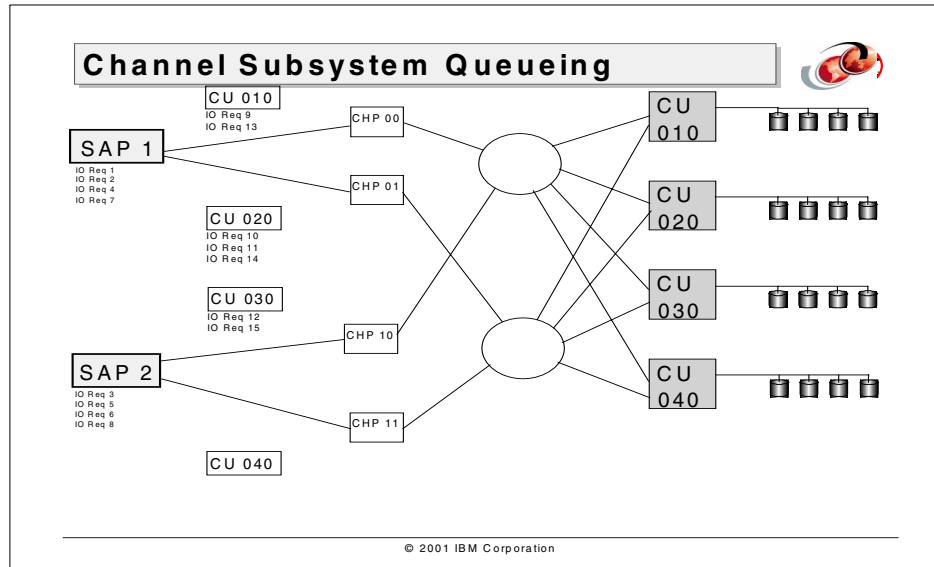 Channel Subsystem Queueing
CU 010
IO Req 9
IO Req 13
SAP 1
IO Req 1
IO Req 2
IO Req 4
IO Req 7
CHP 00
CHP 01
CU 020
IO Req 10
IO Req 11
IO Req 14
CU 030
IO Req 12
IO Req 15
SAP 2
IO Req 3
IO Req 5
IO Req 6
IO Req 8
CHP 10
CHP 11
CU 040
CU
010
CU
020
CU
030
CU
040
© 2001 IBM Corporation